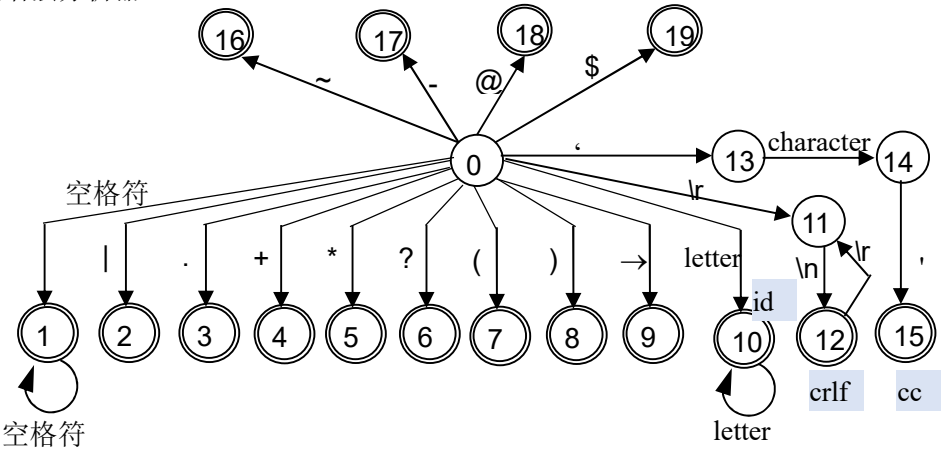 16 17 18 19
~ - @ $
0 ‘ 13 character 14
空格符 \r
11
| . + * ? ( ) → letter \n \r '
id
1 2 3 4 5 6 7 8 9 10 12 15
crlf cc
空格符 letter